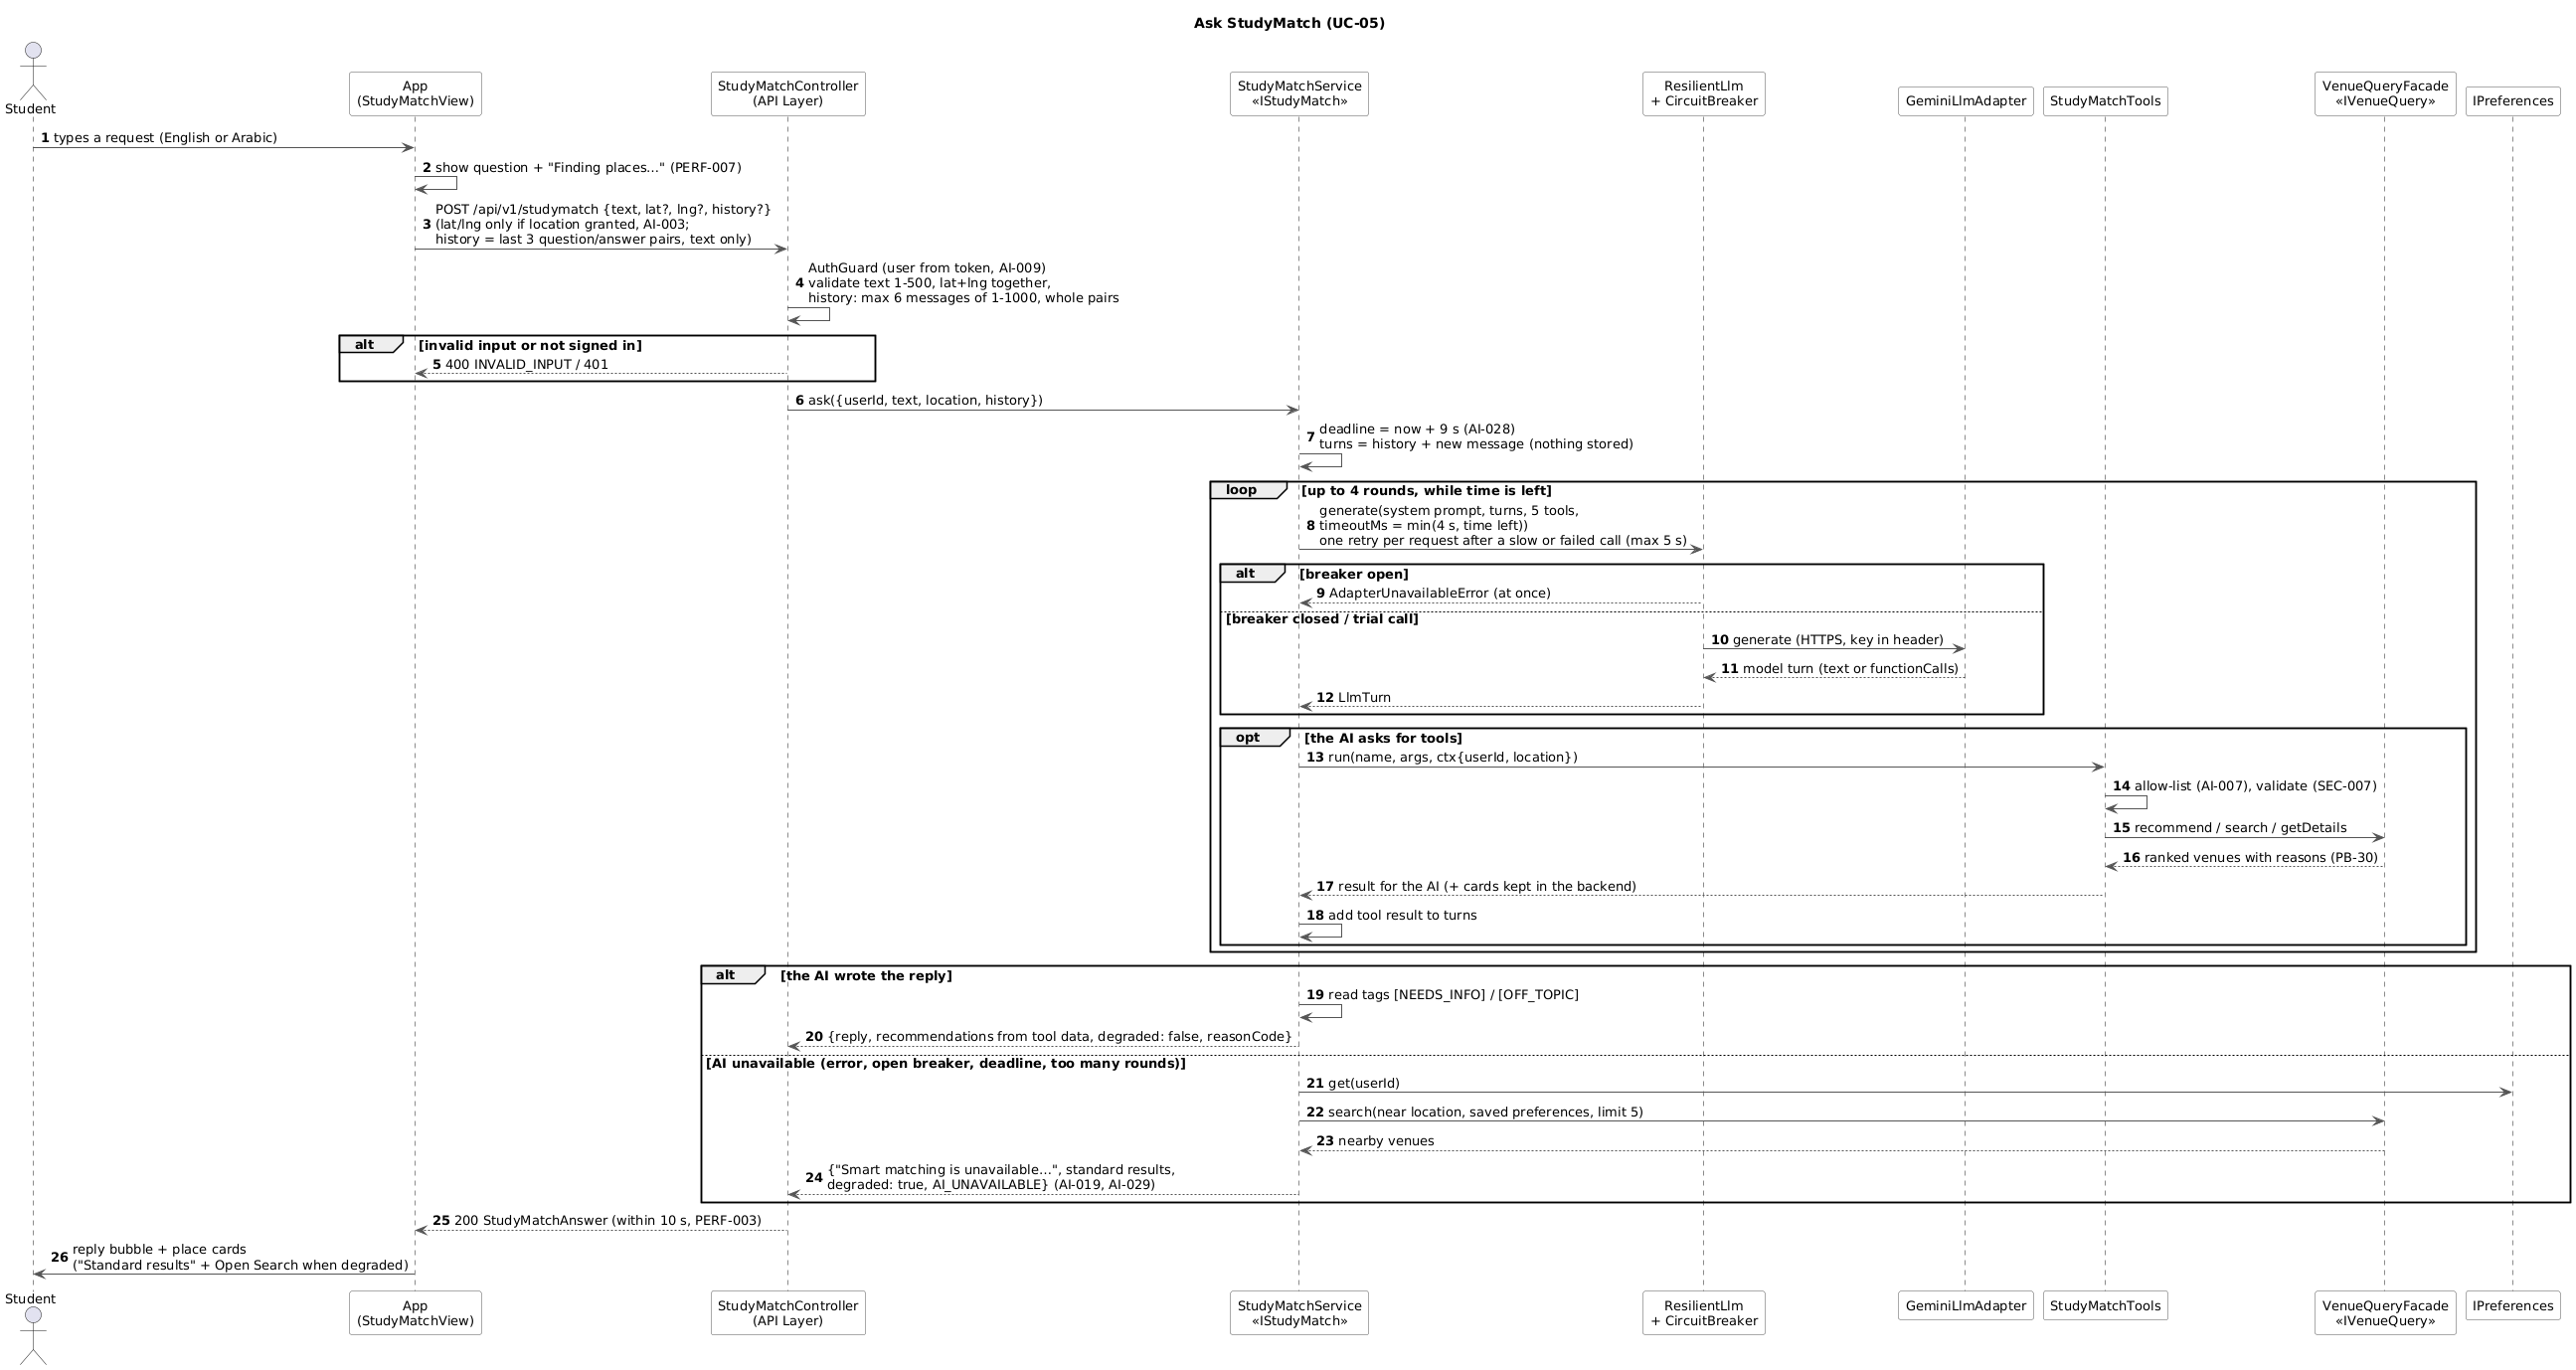 Ask StudyMatch (UC-05)
Student
App
(StudyMatchView)
StudyMatchController
(API Layer)
StudyMatchService
«IStudyMatch»
ResilientLlm
+ CircuitBreaker
GeminiLlmAdapter
StudyMatchTools
VenueQueryFacade
«IVenueQuery»
IPreferences
1 types a request (English or Arabic)
2 show question + "Finding places..." (PERF-007)
POST /api/v1/studymatch {text, lat?, lng?, history?}
3 (lat/lng only if location granted, AI-003;
history = last 3 question/answer pairs, text only)
AuthGuard (user from token, AI-009)
4 validate text 1-500, lat+lng together,
history: max 6 messages of 1-1000, whole pairs
alt [invalid input or not signed in]
5 400 INVALID_INPUT / 401
6 ask({userId, text, location, history})
7 deadline = now + 9 s (AI-028)
turns = history + new message (nothing stored)
loop [up to 4 rounds, while time is left]
generate(system prompt, turns, 5 tools,
8 timeoutMs = min(4 s, time left))
one retry per request after a slow or failed call (max 5 s)
alt [breaker open]
9 AdapterUnavailableError (at once)
[breaker closed / trial call]
10 generate (HTTPS, key in header)
11 model turn (text or functionCalls)
12 LlmTurn
opt [the AI asks for tools]
13 run(name, args, ctx{userId, location})
14 allow-list (AI-007), validate (SEC-007)
15 recommend / search / getDetails
16 ranked venues with reasons (PB-30)
17 result for the AI (+ cards kept in the backend)
18 add tool result to turns
alt [the AI wrote the reply]
19 read tags [NEEDS_INFO] / [OFF_TOPIC]
20 {reply, recommendations from tool data, degraded: false, reasonCode}
[AI unavailable (error, open breaker, deadline, too many rounds)]
21 get(userId)
22 search(near location, saved preferences, limit 5)
23 nearby venues
24 {"Smart matching is unavailable...", standard results,
degraded: true, AI_UNAVAILABLE} (AI-019, AI-029)
25 200 StudyMatchAnswer (within 10 s, PERF-003)
26 reply bubble + place cards
("Standard results" + Open Search when degraded)
Student
App
(StudyMatchView)
StudyMatchController
(API Layer)
StudyMatchService
«IStudyMatch»
ResilientLlm
+ CircuitBreaker
GeminiLlmAdapter
StudyMatchTools
VenueQueryFacade
«IVenueQuery»
IPreferences